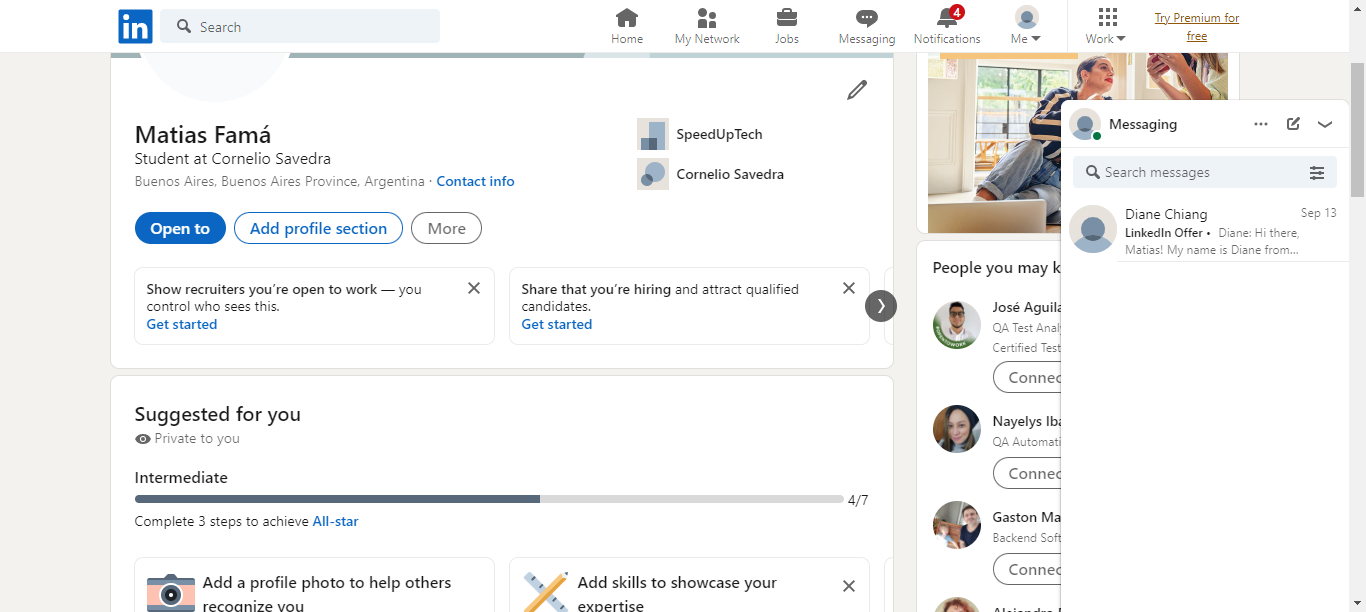 in
Search
Home
My Network
Jobs
Messaging
4
Notifications
Me
Work
Try Premium for
free
Matias Famá
Student at Cornelio Savedra
Buenos Aires, Buenos Aires Province, Argentina · Contact info
SpeedUpTech
Cornelio Savedra
Open to
Add profile section
More
Show recruiters you're open to work — you
control who sees this.
Get started
Share that you're hiring and attract qualified
candidates.
Get started
Suggested for you
Private to you
Intermediate
4/7
Complete 3 steps to achieve All-star
Add a profile photo to help others
recognize you
Add skills to showcase your
expertise
People you may k
José Aguila
QA Test Anal
Certified Test
Connec
Nayelys Iba
QA Automati
Connec
Gaston Ma
Backend Soft
Connec
Messaging
Search messages
Diane Chiang
Sep 13
LinkedIn Offer • Diane: Hi there,
Matias! My name is Diane from...